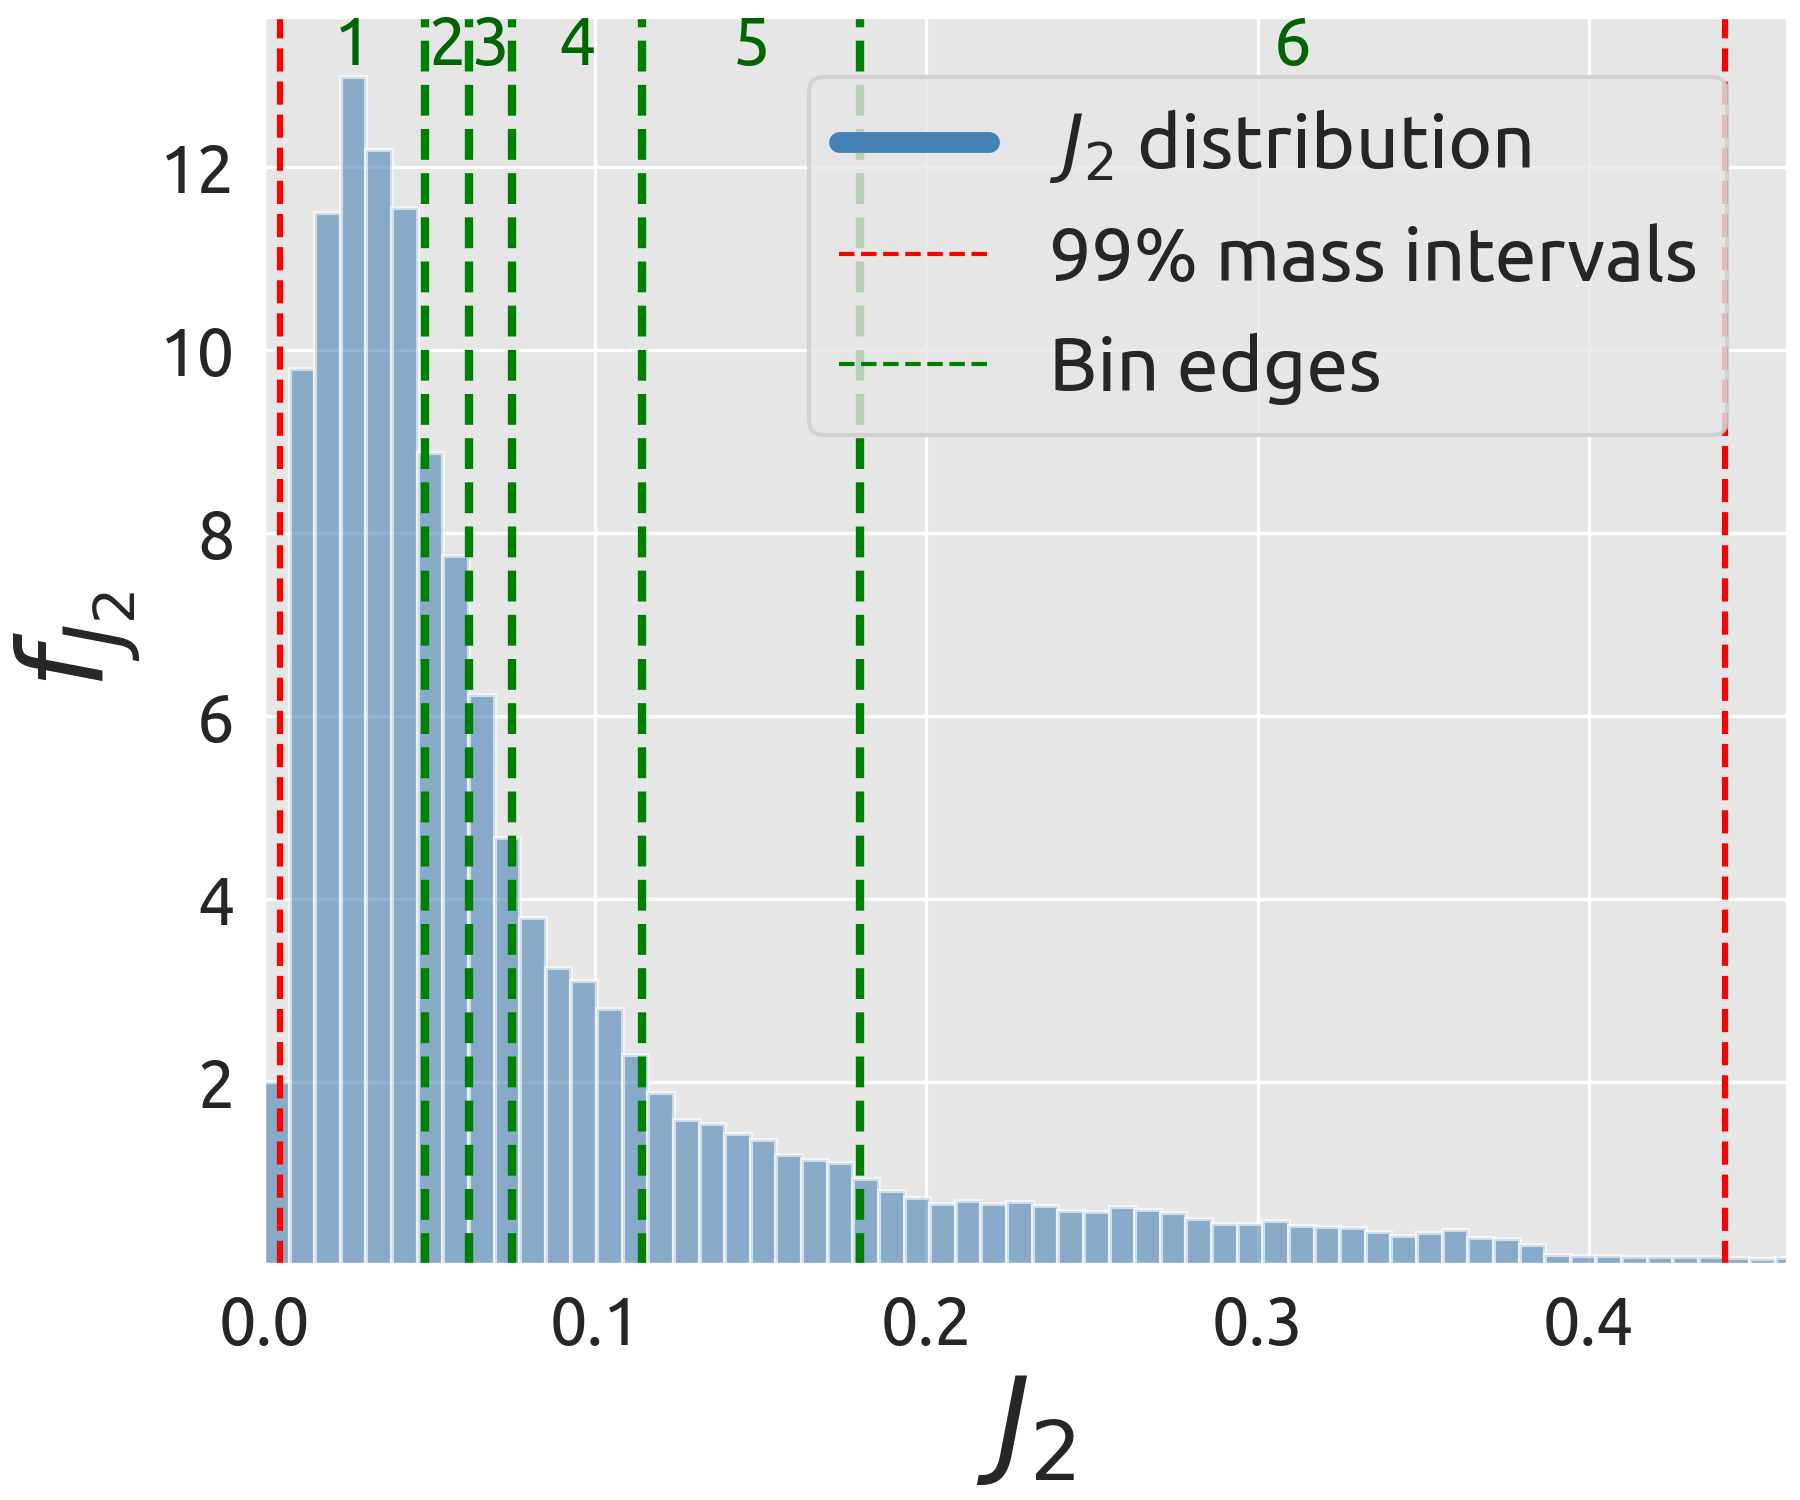 1 2 3 4 5 6
J₂ distribution
99% mass intervals
Bin edges
12
10
8
6
4
2
f_J₂
0.0 0.1 0.2 0.3 0.4
J₂